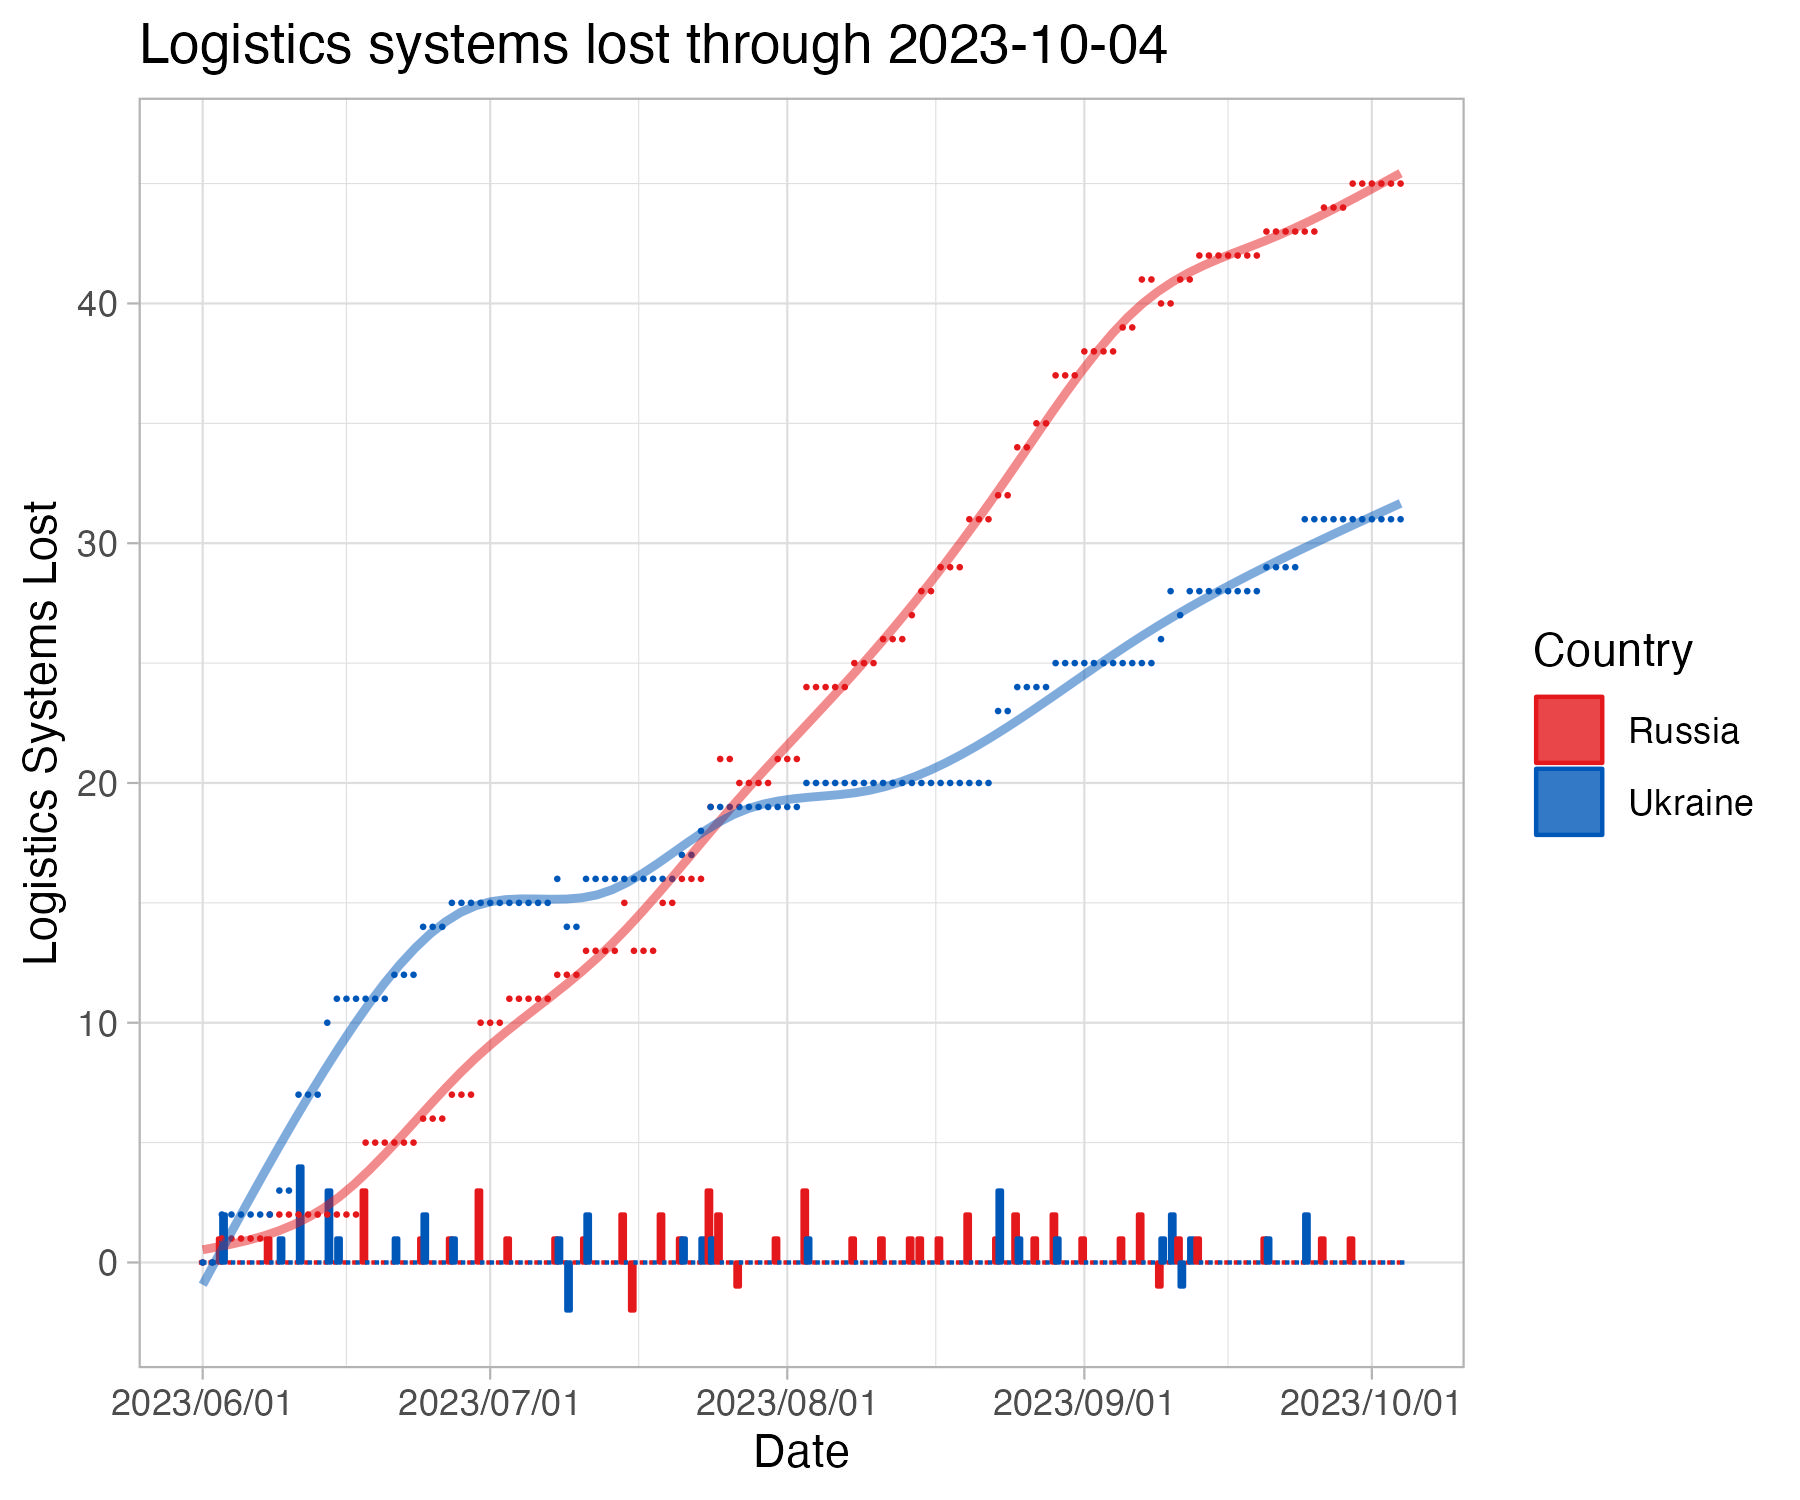 Logistics systems lost through 2023-10-04
Logistics Systems Lost
40
30
20
10
0
2023/06/01
2023/07/01
2023/08/01
2023/09/01
2023/10/01
Date
Country
Russia
Ukraine